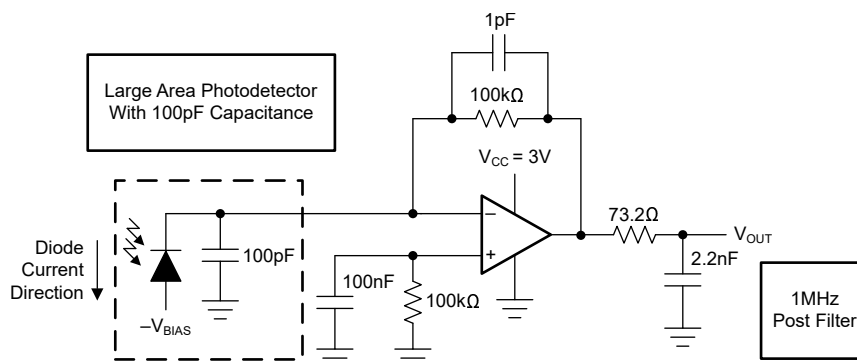 1pF
Large Area Photodetector
With 100pF Capacitance
100kΩ
V_CC = 3V
−
+
73.2Ω
V_OUT
2.2nF
Diode
Current
Direction
100pF
100nF
100kΩ
1MHz
Post Filter
–V_BIAS